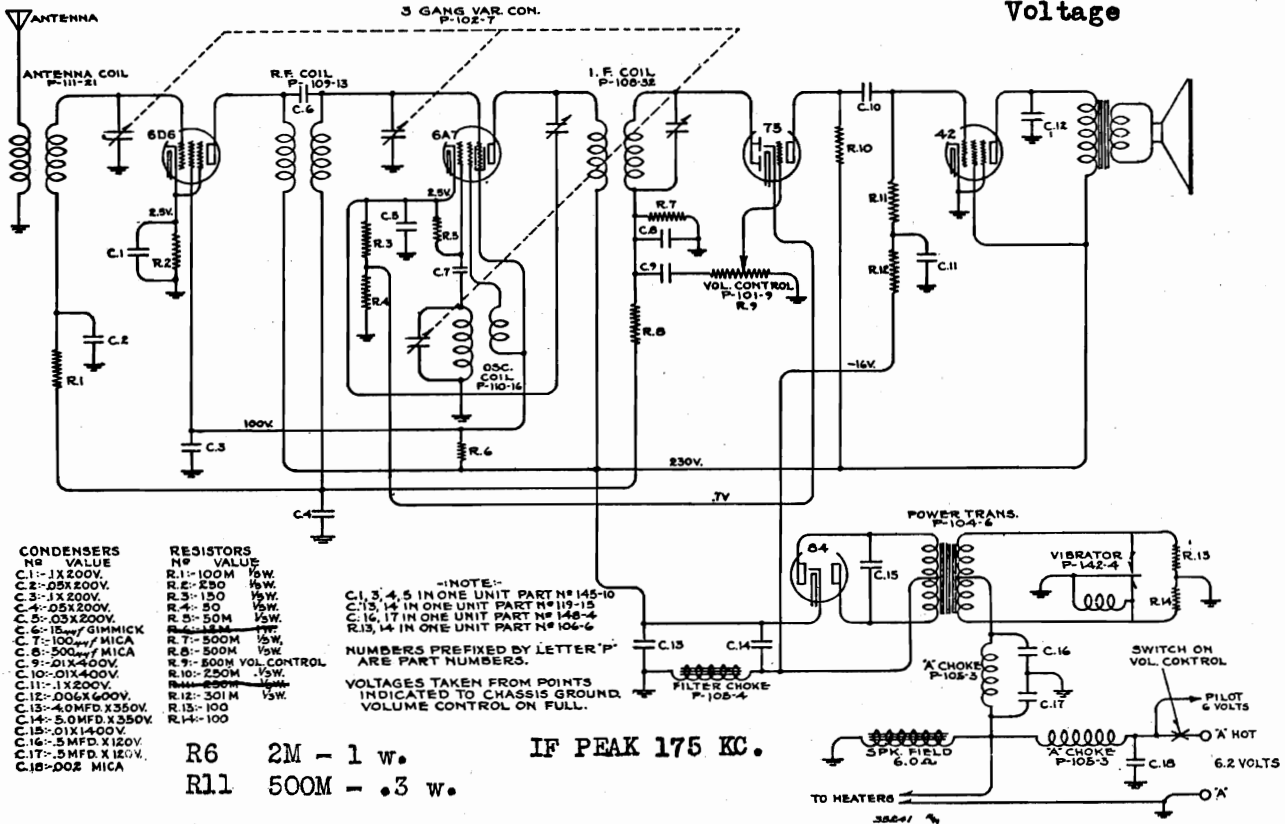 Voltage
ANTENNA
3 GANG VAR. CON.
P-102-7
ANTENNA COIL
P-111-21
R.F. COIL
P-109-13
C.6
I.F. COIL
P-108-32
6D6
6A7
75
C.10
42
C.12
R.10
2.5V.
C.1
R.2
2.5V.
R.3
C.5
R.5
C.7
R.4
R.7
C.8
C.9
VOL. CONTROL
P-101-9
R.9
R.11
R.12
C.11
C.2
R.1
R.8
OSC.
COIL
P-110-16
-16V.
100V.
C.3
R.6
230V.
.7V
C.4
POWER TRANS.
P-104-6
84
C.15
VIBRATOR
P-142-4
R.13
R.14
CONDENSERS
Nº VALUE
C.1:-.1X200V.
C.2:-.05X200V.
C.3:-.1X200V.
C.4:-.05X200V.
C.5:-.03X200V.
C.6:-15µµf GIMMICK
C.7:-100µµf MICA
C.8:-500µµf MICA
C.9:-.01X400V.
C.10:-.01X400V.
C.11:-.1X200V.
C.12:-.006X600V.
C.13:-4.0MFD.X350V.
C.14:-5.0MFD.X350V.
C.15:-.01X1400V.
C.16:-.5MFD.X120V.
C.17:-.5MFD.X120V.
C.18:-.002 MICA
RESISTORS
Nº VALUE
R.1:-100M ⅓W.
R.2:-250 ⅓W.
R.3:-150 ⅓W.
R.4:-50 ⅓W.
R.5:-50M ⅓W.
R.7:-500M ⅓W.
R.8:-500M ⅓W.
R.9:-500M VOL.CONTROL
R.10:-250M ⅓W.
R.12:-301M ⅓W.
R.13:-100
R.14:-100
-:NOTE:-
C.1, 3, 4, 5 IN ONE UNIT PART Nº 145-10
C.13, 14 IN ONE UNIT PART Nº 119-15
C.16, 17 IN ONE UNIT PART Nº 148-4
R.13, 14 IN ONE UNIT PART Nº 106-6
NUMBERS PREFIXED BY LETTER "P"
ARE PART NUMBERS.
VOLTAGES TAKEN FROM POINTS
INDICATED TO CHASSIS GROUND.
VOLUME CONTROL ON FULL.
C.13
C.14
FILTER CHOKE
P-105-4
"A" CHOKE
P-105-3
C.16
C.17
SWITCH ON
VOL. CONTROL
PILOT
6 VOLTS
SPK. FIELD
6.0Ω
"A" CHOKE
P-105-3
C.18
"A" HOT
6.2 VOLTS
TO HEATERS
"A"
R6 2M - 1 w.
R11 500M - .3 w.
IF PEAK 175 KC.